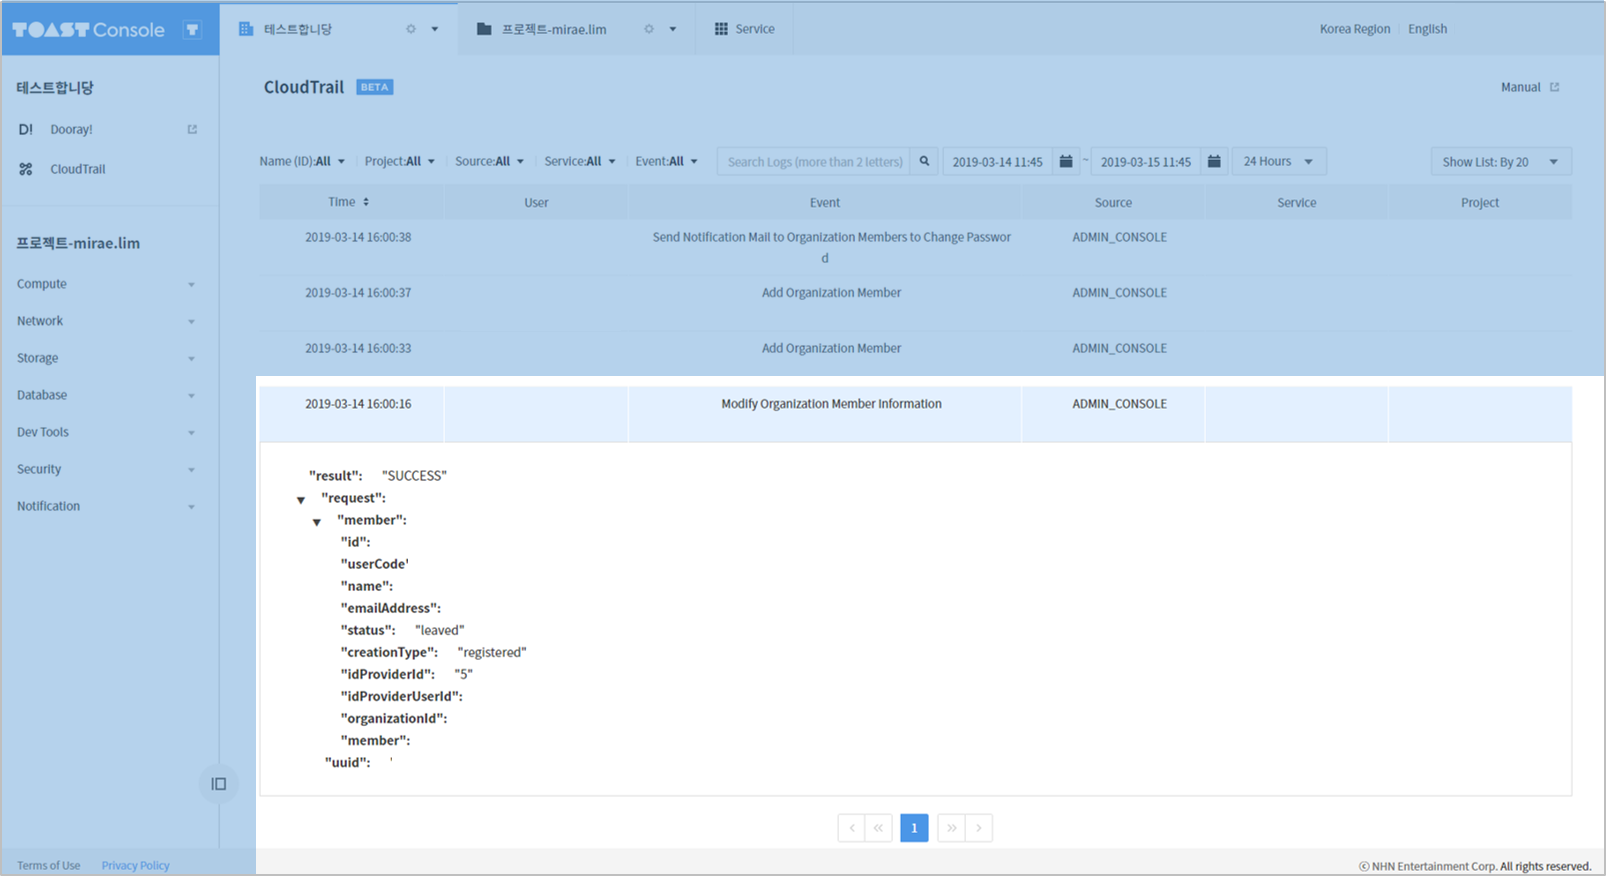 TOAST Console T
테스트합니당
프로젝트-mirae.lim
Service
Korea Region | English
테스트합니당
D! Dooray!
CloudTrail
프로젝트-mirae.lim
Compute
Network
Storage
Database
Dev Tools
Security
Notification
Terms of Use Privacy Policy
CloudTrail BETA
Manual
Name (ID):All Project:All Source:All Service:All Event:All Search Logs (more than 2 letters) 2019-03-14 11:45 ~ 2019-03-15 11:45 24 Hours Show List: By 20
Time User Event Source Service Project
2019-03-14 16:00:38 Send Notification Mail to Organization Members to Change Passwor ADMIN_CONSOLE
d
2019-03-14 16:00:37 Add Organization Member ADMIN_CONSOLE
2019-03-14 16:00:33 Add Organization Member ADMIN_CONSOLE
2019-03-14 16:00:16 Modify Organization Member Information ADMIN_CONSOLE
"result": "SUCCESS"
"request":
"member":
"id":
"userCode'
"name":
"emailAddress":
"status": "leaved"
"creationType": "registered"
"idProviderId": "5"
"idProviderUserId":
"organizationId":
"member":
"uuid": '
< « 1 » >
ⓒ NHN Entertainment Corp. All rights reserved.